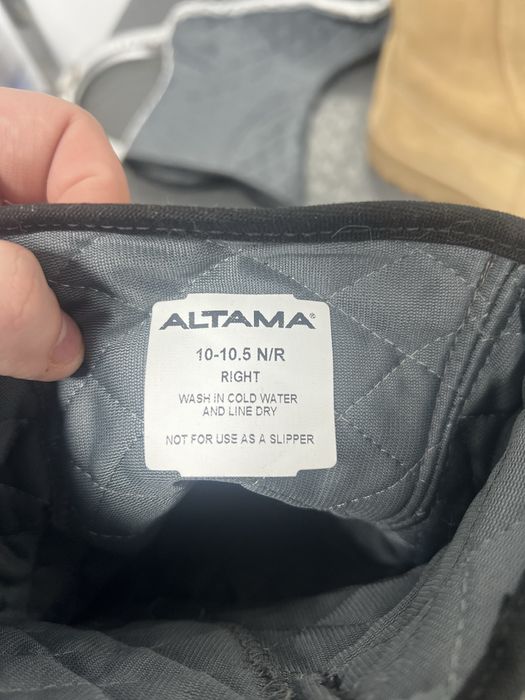 ALTAMA®
10-10.5 N/R
RIGHT
WASH IN COLD WATER
AND LINE DRY
NOT FOR USE AS A SLIPPER